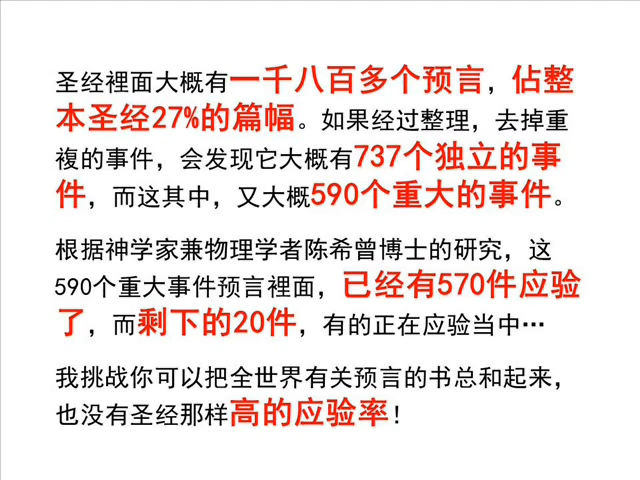 圣经裡面大概有一千八百多个预言，佔整
本圣经27%的篇幅。如果经过整理，去掉重
複的事件，会发现它大概有737个独立的事
件，而这其中，又大概590个重大的事件。
根据神学家兼物理学者陈希曾博士的研究，这
590个重大事件预言裡面，已经有570件应验
了，而剩下的20件，有的正在应验当中…
我挑战你可以把全世界有关预言的书总和起来，
也没有圣经那样高的应验率！